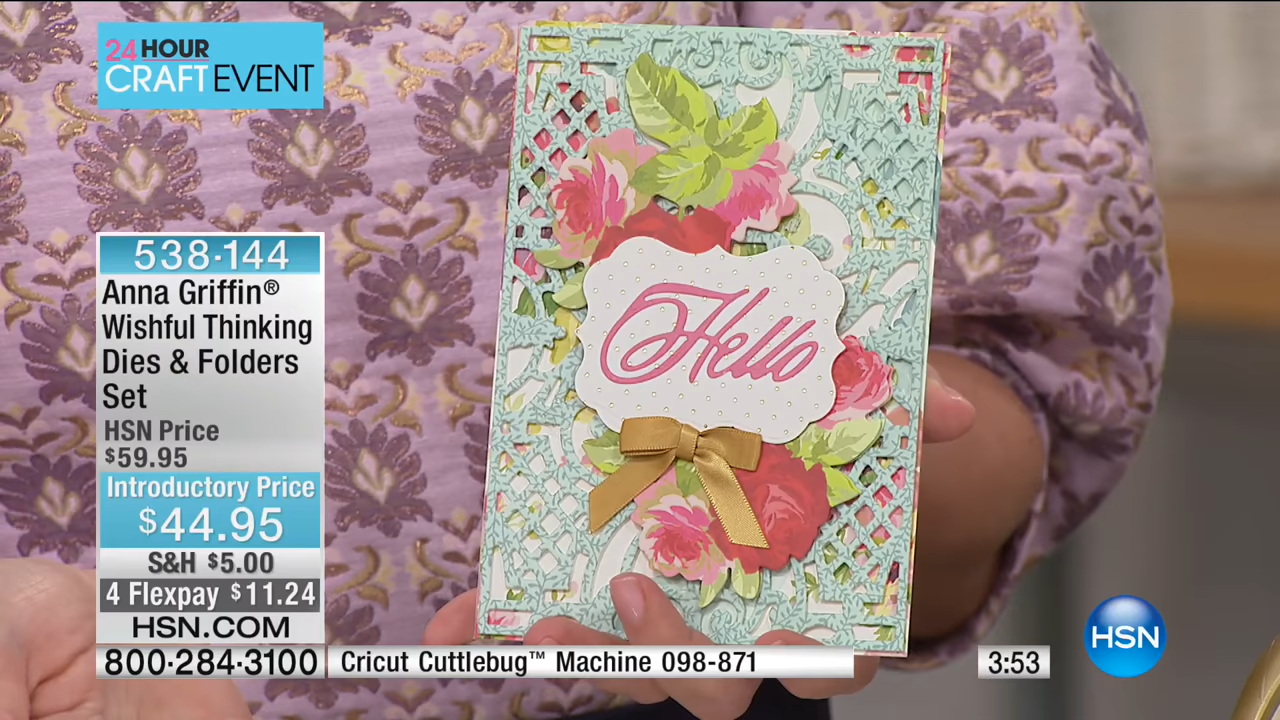 24 HOUR
CRAFT EVENT
538-144
Anna Griffin®
Wishful Thinking
Dies & Folders
Set
HSN Price
$59.95
Introductory Price
$44.95
S&H $5.00
4 Flexpay $11.24
HSN.COM
800-284-3100
Cricut Cuttlebug™ Machine 098-871
3:53
HSN
Hello